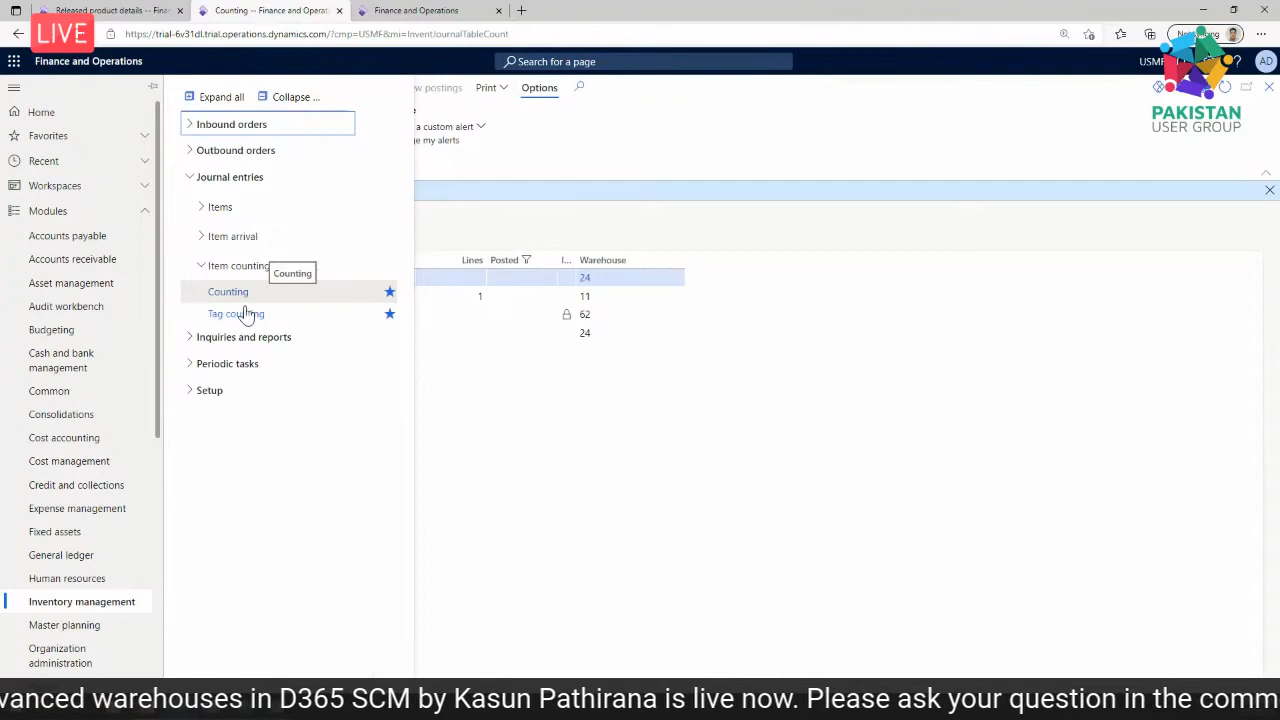 Released product details -- Finan
Counting -- Finance and Operati
Finance and Operations
LIVE
https://trial-6v31dl.trial.operations.dynamics.com/?cmp=USMF&mi=InventJournalTableCount
Finance and Operations
Search for a page
USMF
?
AD
PAKISTAN
USER GROUP
Expand all
Collapse ...
w postings
Print
Options
a custom alert
ge my alerts
Home
Favorites
Recent
Workspaces
Modules
Accounts payable
Accounts receivable
Asset management
Audit workbench
Budgeting
Cash and bank
management
Common
Consolidations
Cost accounting
Cost management
Credit and collections
Expense management
Fixed assets
General ledger
Human resources
Inventory management
Master planning
Organization
administration
Inbound orders
Outbound orders
Journal entries
Items
Item arrival
Item counting
Counting
Counting
Tag counting
Inquiries and reports
Periodic tasks
Setup
Lines Posted I... Warehouse
24
1 11
62
24
vanced warehouses in D365 SCM by Kasun Pathirana is live now. Please ask your question in the comm